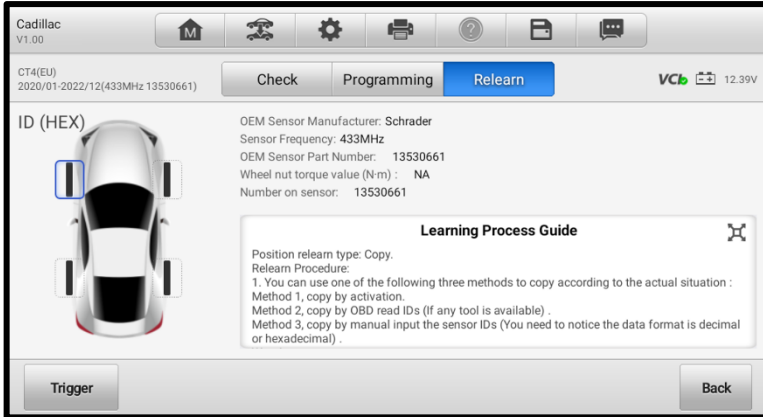 Cadillac
V1.00
M
CT4(EU)
2020/01-2022/12(433MHz 13530661)
Check
Programming
Relearn
VCI
12.39V
ID (HEX)
OEM Sensor Manufacturer: Schrader
Sensor Frequency: 433MHz
OEM Sensor Part Number: 13530661
Wheel nut torque value (N·m) : NA
Number on sensor: 13530661
Learning Process Guide
Position relearn type: Copy.
Relearn Procedure:
1. You can use one of the following three methods to copy according to the actual situation :
Method 1, copy by activation.
Method 2, copy by OBD read IDs (If any tool is available) .
Method 3, copy by manual input the sensor IDs (You need to notice the data format is decimal
or hexadecimal) .
Trigger
Back